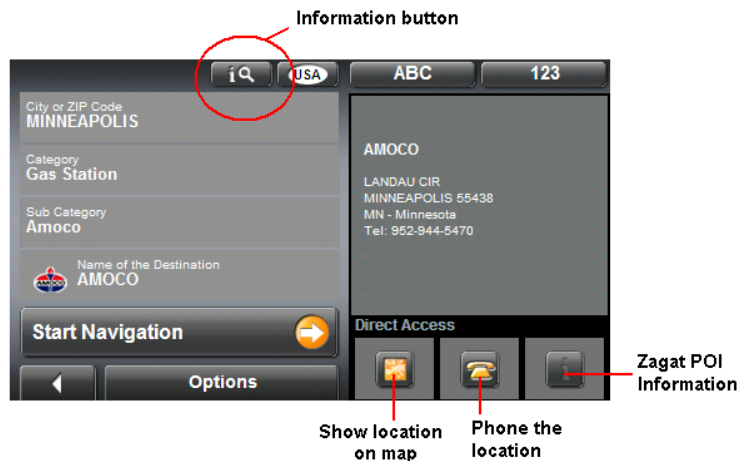 Information button
i
USA
ABC
123
City or ZIP Code
MINNEAPOLIS
Category
Gas Station
Sub Category
Amoco
Name of the Destination
AMOCO
AMOCO
Start Navigation
Options
AMOCO
LANDAU CIR
MINNEAPOLIS 55438
MN - Minnesota
Tel: 952-944-5470
Direct Access
i
Zagat POI
Information
Show location
on map
Phone the
location